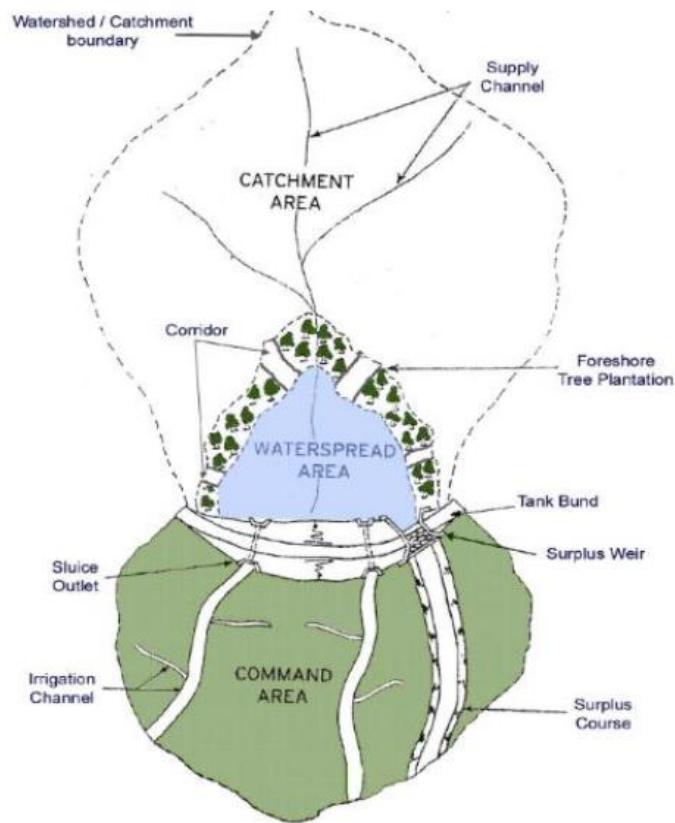 Watershed / Catchment
boundary
Supply
Channel
CATCHMENT
AREA
Corridor
Foreshore
Tree Plantation
WATERSPREAD
AREA
Tank Bund
Surplus Weir
Sluice
Outlet
Irrigation
Channel
COMMAND
AREA
Surplus
Course